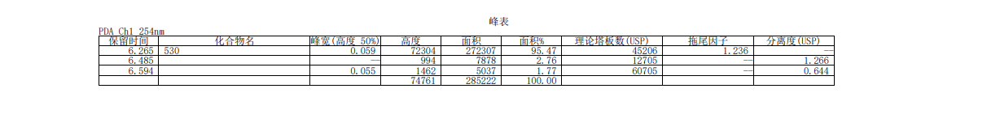 峰表
PDA Ch1 254nm
保留时间 化合物名 峰宽(高度 50%) 高度 面积 面积% 理论塔板数(USP) 拖尾因子 分离度(USP)
6.265 530 0.059 72304 272307 95.47 45206 1.236 --
6.485 -- 994 7878 2.76 12705 -- 1.266
6.594 0.055 1462 5037 1.77 60705 -- 0.644
74761 285222 100.00